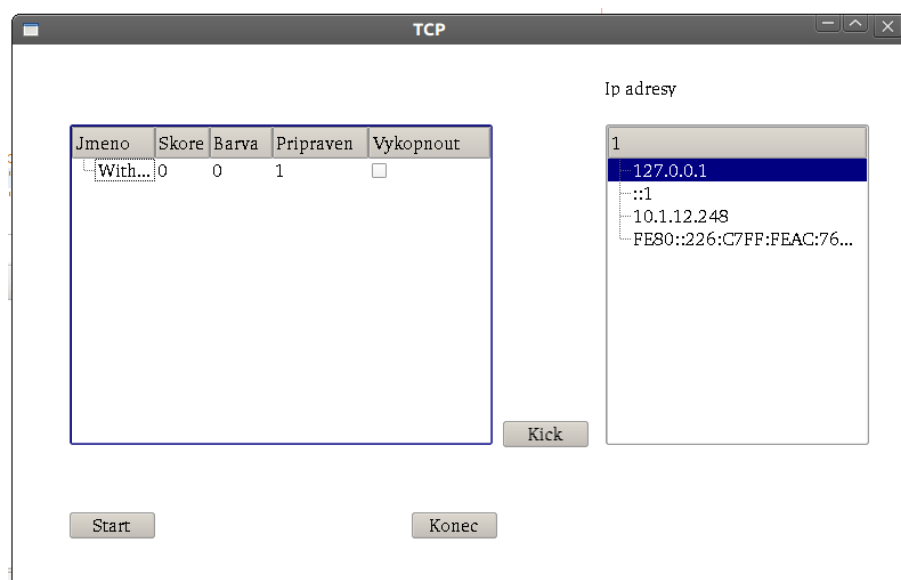 TCP
Ip adresy
Jmeno Skore Barva Pripraven Vykopnout
With... 0 0 1
1
127.0.0.1
::1
10.1.12.248
FE80::226:C7FF:FEAC:76...
Kick
Start
Konec